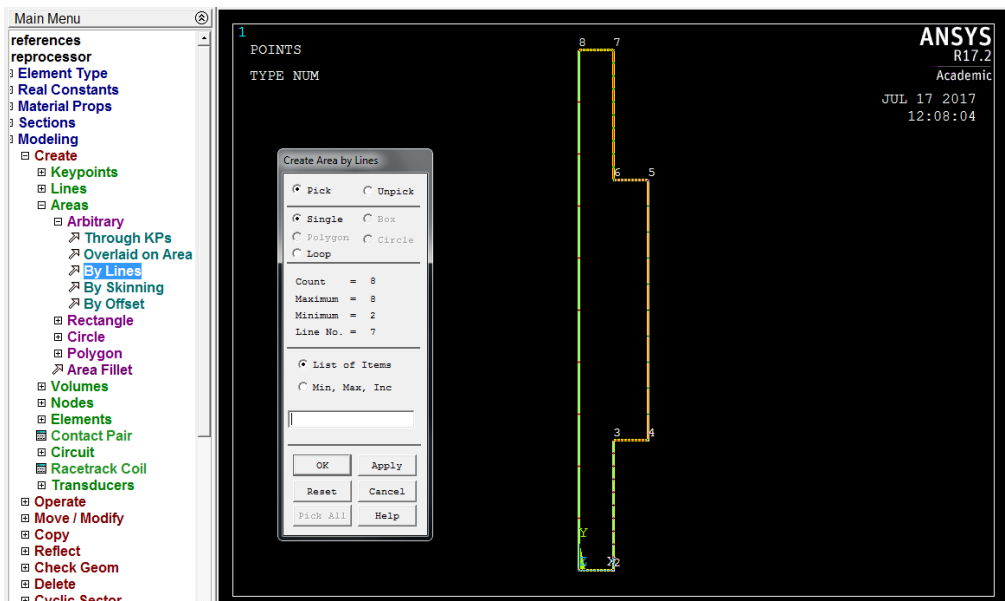 Main Menu
references
reprocessor
Element Type
Real Constants
Material Props
Sections
Modeling
Create
Keypoints
Lines
Areas
Arbitrary
Through KPs
Overlaid on Area
By Lines
By Skinning
By Offset
Rectangle
Circle
Polygon
Area Fillet
Volumes
Nodes
Elements
Contact Pair
Circuit
Racetrack Coil
Transducers
Operate
Move / Modify
Copy
Reflect
Check Geom
Delete
Cyclic Sector
1
POINTS
TYPE NUM
ANSYS
R17.2
Academic
JUL 17 2017
12:08:04
Create Area by Lines
Pick Unpick
Single Box
Polygon Circle
Loop
Count = 8
Maximum = 8
Minimum = 2
Line No. = 7
List of Items
Min, Max, Inc
OK Apply
Reset Cancel
Pick All Help
8 7
6 5
3 4
Y
X 2